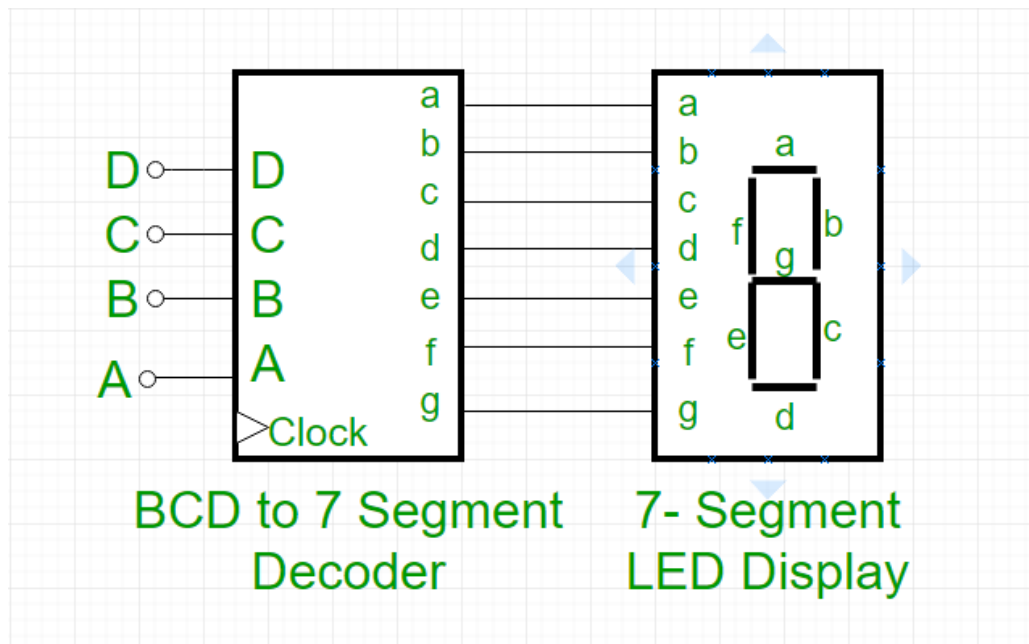 D
C
B
A
D
C
B
A
Clock
a
b
c
d
e
f
g
a
b
c
d
e
f
g
a
f
b
g
e
c
d
BCD to 7 Segment
Decoder
7- Segment
LED Display